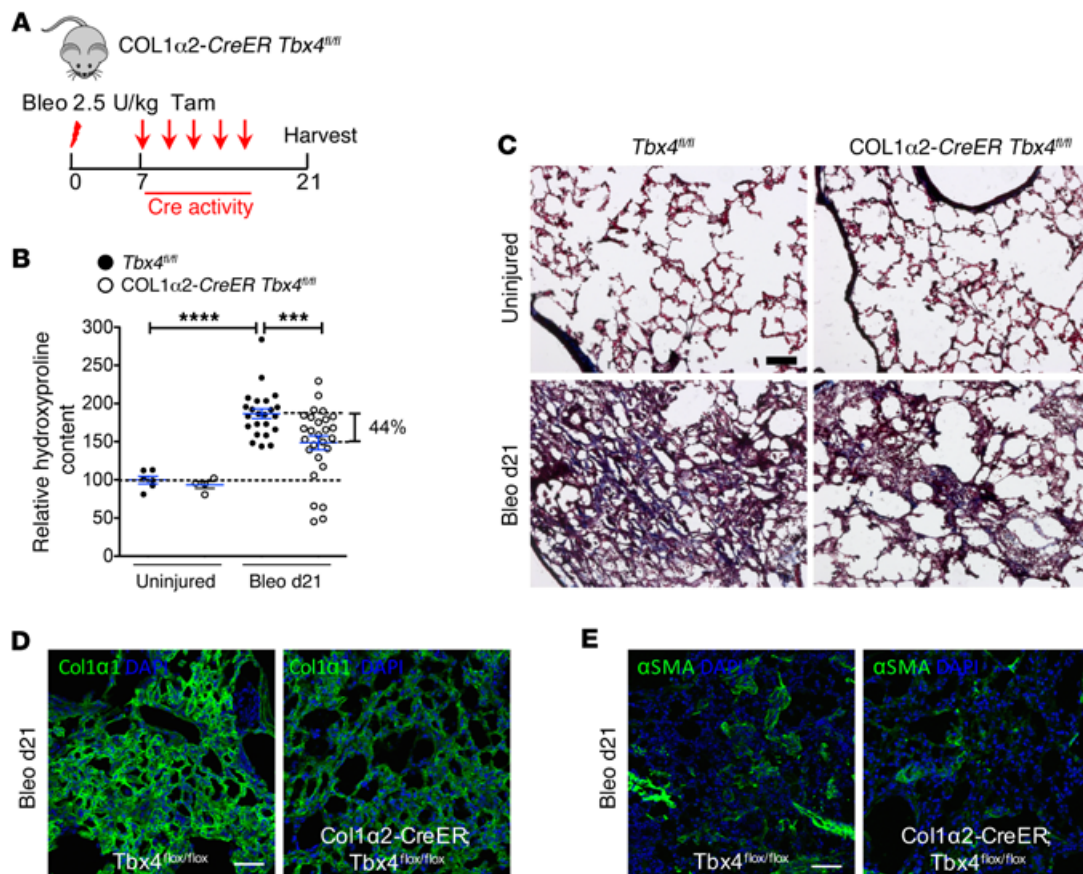 A
COL1α2-CreER Tbx4fl/fl
Bleo 2.5 U/kg Tam
Harvest
0 7 21
Cre activity
B
Tbx4fl/fl
COL1α2-CreER Tbx4fl/fl
**** ***
Relative hydroxyproline
content
300
250
200
150
100
50
0
44%
Uninjured Bleo d21
C
Tbx4fl/fl COL1α2-CreER Tbx4fl/fl
Uninjured
Bleo d21
D
Bleo d21
Col1α1 DAPI Col1α1 DAPI
Tbx4flox/flox
Col1α2-CreER;
Tbx4flox/flox
E
Bleo d21
αSMA DAPI αSMA DAPI
Tbx4flox/flox
Col1α2-CreER;
Tbx4flox/flox